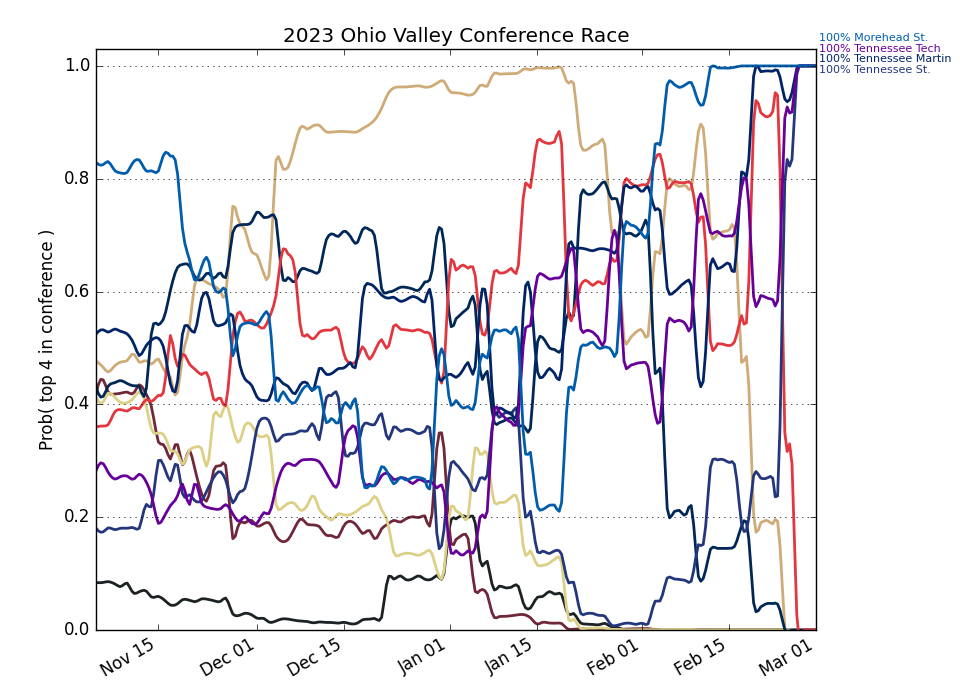 2023 Ohio Valley Conference Race
100% Morehead St.
100% Tennessee Tech
100% Tennessee Martin
100% Tennessee St.
Prob( top 4 in conference )
1.0
0.8
0.6
0.4
0.2
0.0
Nov 15
Dec 01
Dec 15
Jan 01
Jan 15
Feb 01
Feb 15
Mar 01